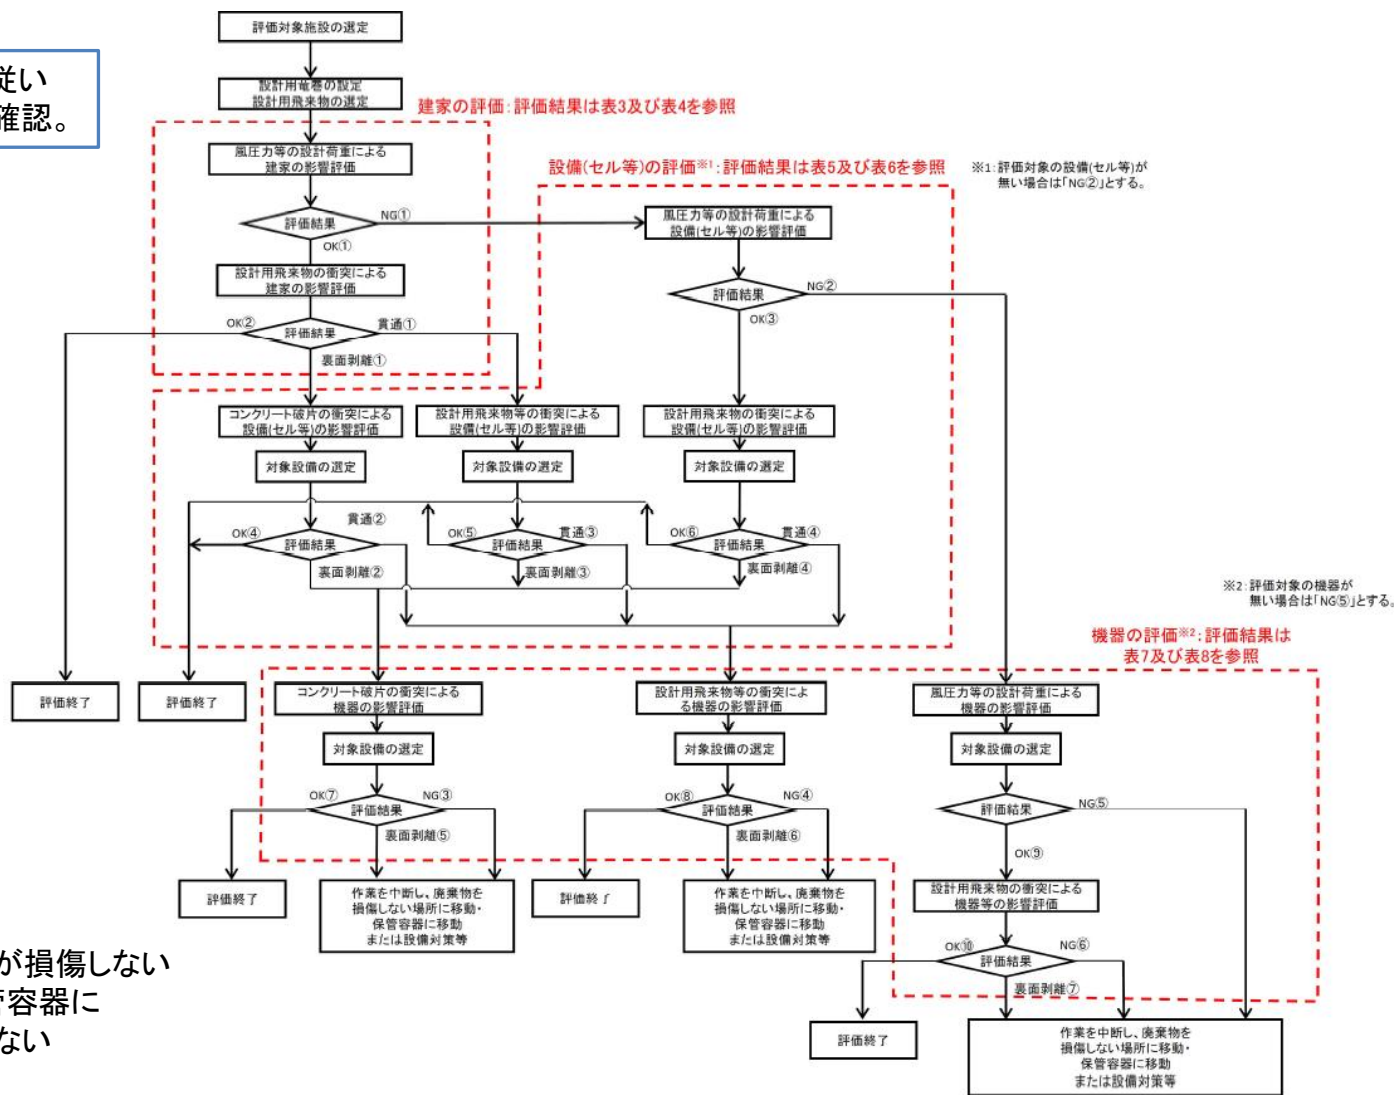 評価対象施設の選定
従い
確認。
設計用竜巻の設定
設計用飛来物の選定
建家の評価：評価結果は表3及び表4を参照
風圧力等の設計荷重による
建家の影響評価
設備(セル等)の評価※1：評価結果は表5及び表6を参照
※1：評価対象の設備(セル等)が
無い場合は「NG②」とする。
評価結果
NG①
OK①
風圧力等の設計荷重による
設備(セル等)の影響評価
設計用飛来物の衝突による
建家の影響評価
評価結果
NG②
OK③
OK②
評価結果
貫通①
裏面剥離①
コンクリート破片の衝突による
設備(セル等)の影響評価
設計用飛来物等の衝突による
設備(セル等)の影響評価
設計用飛来物の衝突による
設備(セル等)の影響評価
対象設備の選定
対象設備の選定
対象設備の選定
OK④
評価結果
貫通②
裏面剥離②
OK⑤
評価結果
貫通③
裏面剥離③
OK⑥
評価結果
貫通④
裏面剥離④
※2：評価対象の機器が
無い場合は「NG⑤」とする。
機器の評価※2：評価結果は
表7及び表8を参照
評価終了
評価終了
コンクリート破片の衝突による
機器の影響評価
設計用飛来物等の衝突によ
る機器の影響評価
風圧力等の設計荷重による
機器の影響評価
対象設備の選定
対象設備の選定
対象設備の選定
OK⑦
評価結果
NG③
裏面剥離⑤
OK⑧
評価結果
NG④
裏面剥離⑥
評価結果
NG⑤
OK⑨
評価終了
作業を中断し、廃棄物を
損傷しない場所に移動・
保管容器に移動
または設備対策等
評価終了
作業を中断し、廃棄物を
損傷しない場所に移動・
保管容器に移動
または設備対策等
設計用飛来物の衝突による
機器等の影響評価
OK⑩
評価結果
NG⑥
裏面剥離⑦
が損傷しない
管容器に
ない
評価終了
作業を中断し、廃棄物を
損傷しない場所に移動・
保管容器に移動
または設備対策等